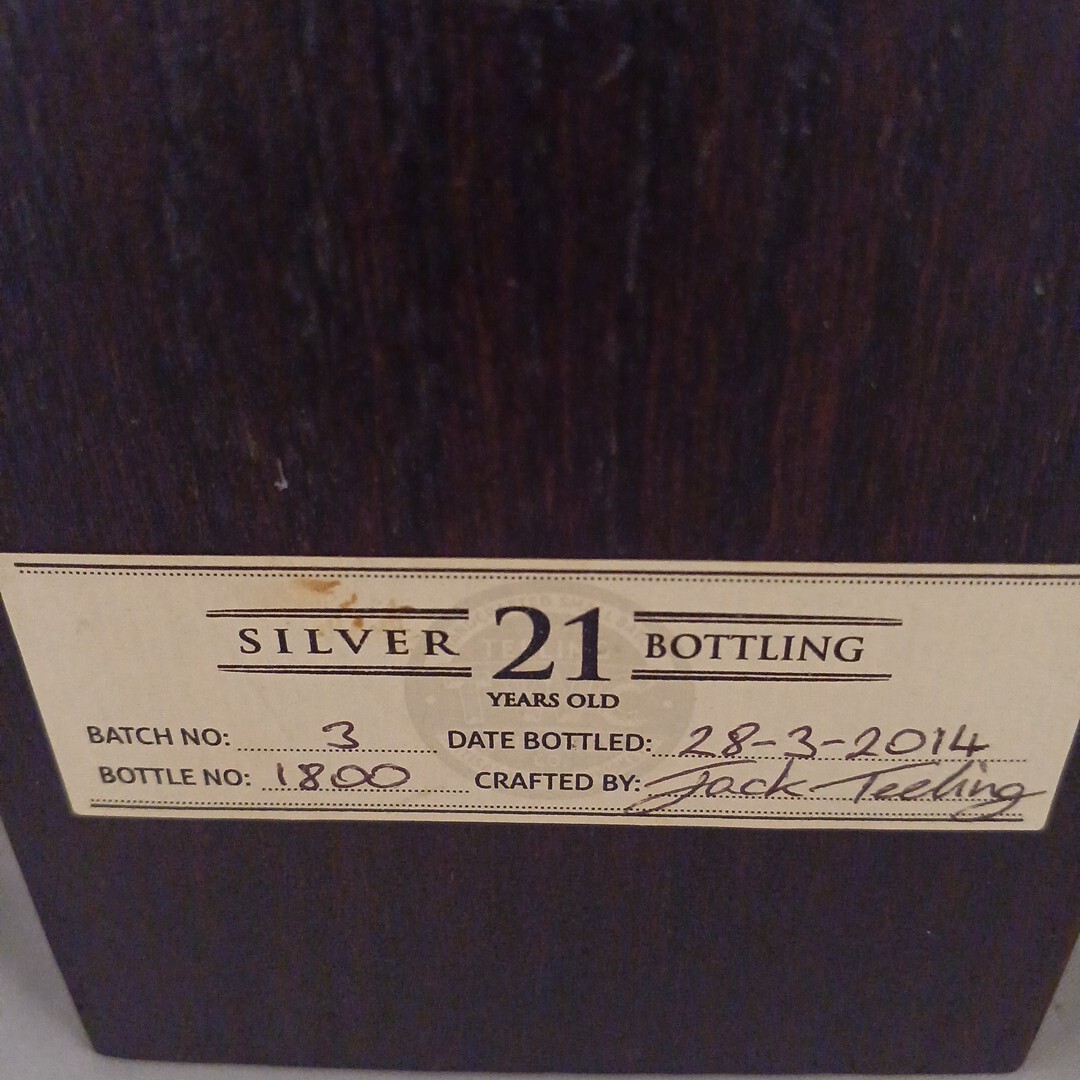 SILVER 21 BOTTLING
YEARS OLD
BATCH NO: 3 DATE BOTTLED: 28-3-2014
BOTTLE NO: 1800 CRAFTED BY: Jack Teeling
TEELING